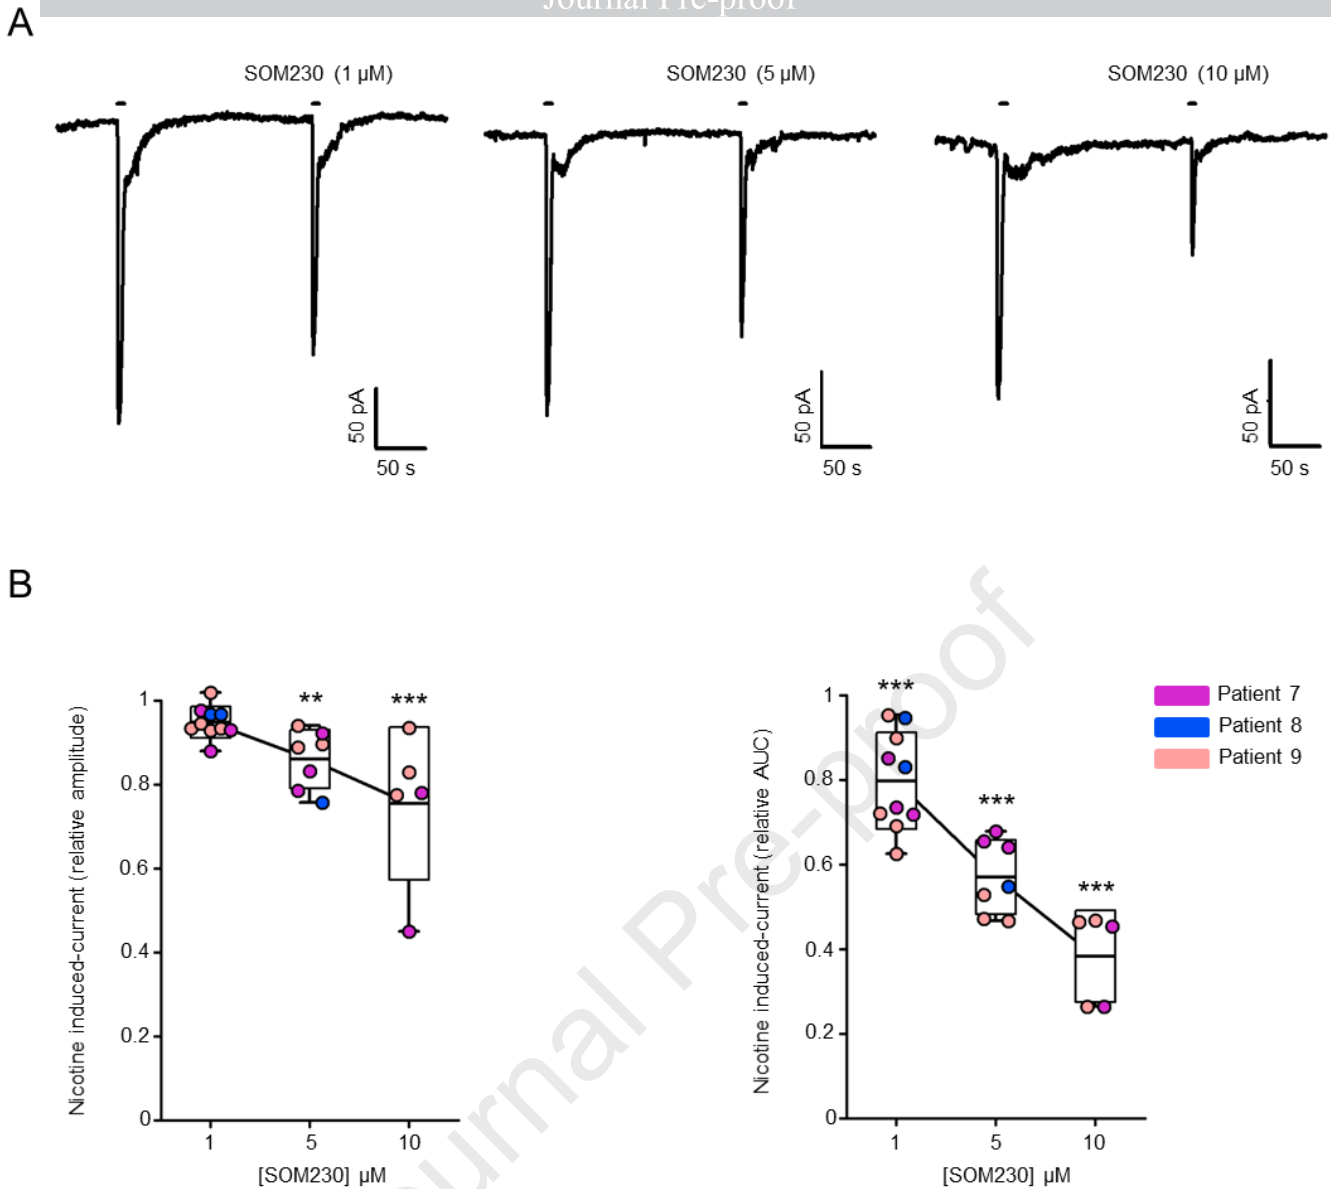 Journal Pre-proof
A
SOM230 (1 µM)
SOM230 (5 µM)
SOM230 (10 µM)
50 pA
50 s
50 pA
50 s
50 pA
50 s
B
Nicotine induced-current (relative amplitude)
1
0.8
0.6
0.4
0.2
0
**
***
1
5
10
[SOM230] µM
Nicotine induced-current (relative AUC)
1
0.8
0.6
0.4
0.2
0
***
***
***
1
5
10
[SOM230] µM
Patient 7
Patient 8
Patient 9
Journal Pre-proof